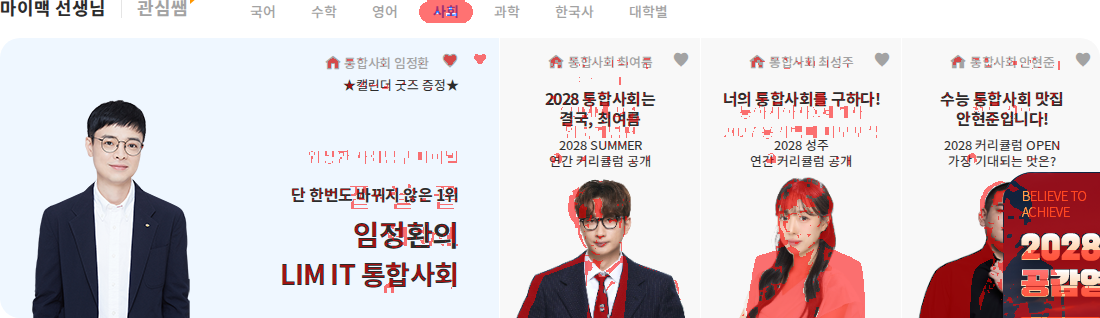 마이맥 선생님
관심쌤
국어
수학
영어
사회
과학
한국사
대학별
통합사회 임정환
★캘린더 굿즈 증정★
단 한번도 바뀌지 않은 1위
임정환의
LIM IT 통합사회
통합사회 최여름
2028 통합사회는
결국, 최여름
2028 SUMMER
연간 커리큘럼 공개
통합사회 최성주
너의 통합사회를 구하다!
2028 성주
연간 커리큘럼 공개
통합사회 안현준
수능 통합사회 맛집
안현준입니다!
2028 커리큘럼 OPEN
가장 기대되는 맛은?
BELIEVE TO
ACHIEVE
2028
공감영